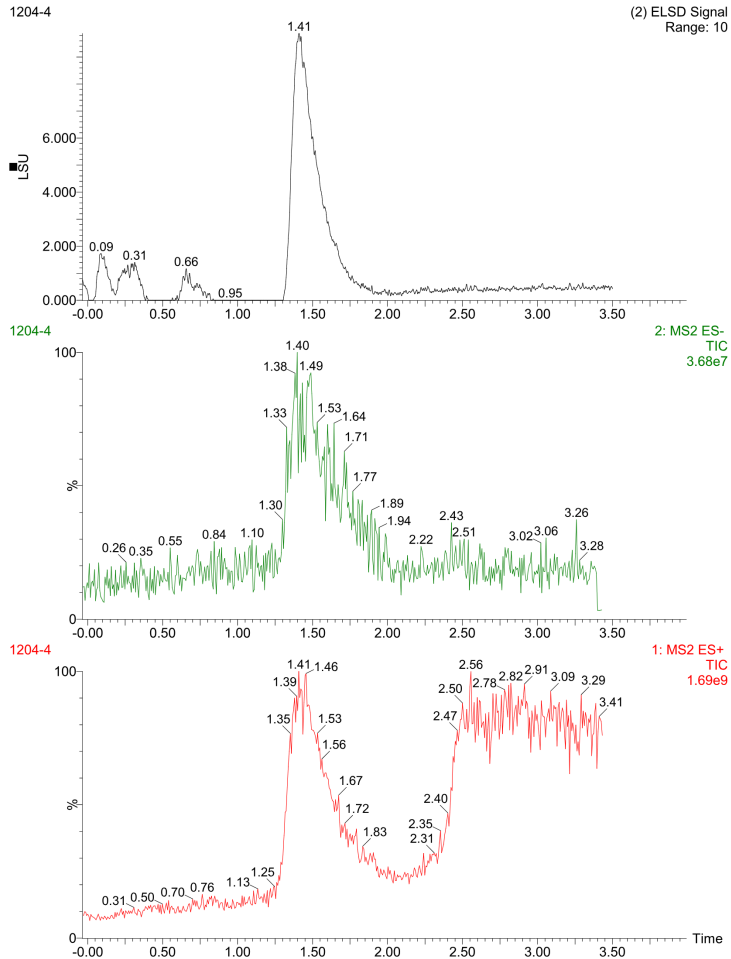 1204-4
(2) ELSD Signal
Range: 10
1.41
6.000
LSU
4.000
2.000
0.09
0.31
0.66
0.95
0.000
-0.00 0.50 1.00 1.50 2.00 2.50 3.00 3.50
1204-4
2: MS2 ES-
TIC
3.68e7
100
1.40
1.38 1.49
1.33 1.53 1.64
1.71
%
1.77
1.30 1.89
1.94
0.26 0.35 0.55 0.84 1.10 2.22 2.43 2.51 3.02 3.06 3.26 3.28
0
-0.00 0.50 1.00 1.50 2.00 2.50 3.00 3.50
1204-4
1: MS2 ES+
TIC
1.69e9
100
1.41 1.46 2.56
1.39 2.50 2.78 2.82 2.91 3.09 3.29
1.35 1.53 2.47 3.41
1.56
%
1.67 2.40
1.72 2.35
1.83 2.31
0.31 0.50 0.70 0.76 1.13 1.25
0
-0.00 0.50 1.00 1.50 2.00 2.50 3.00 3.50
Time